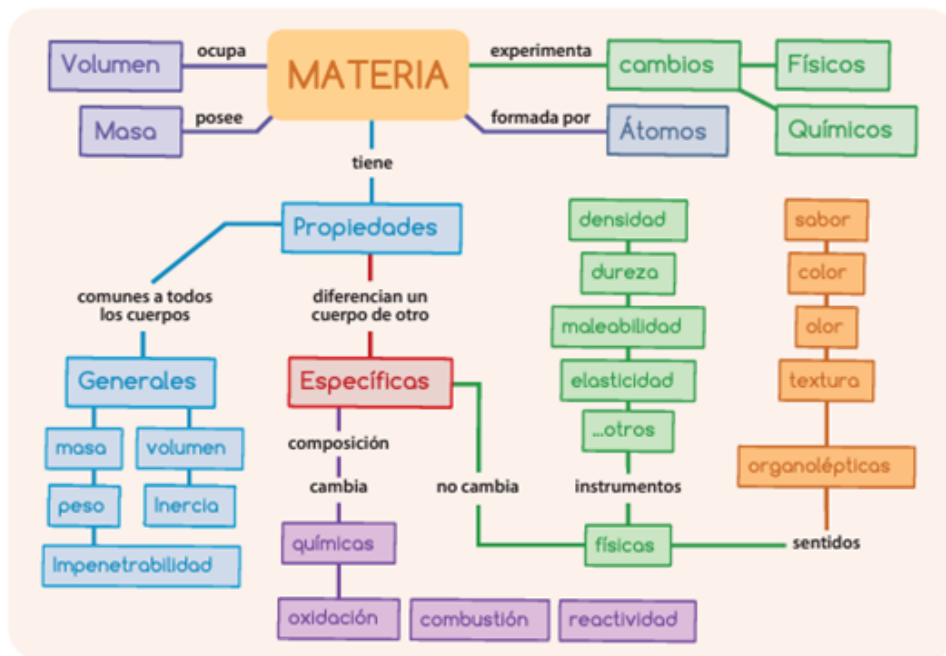 MATERIA
ocupa
Volumen
posee
Masa
experimenta
cambios
Físicos
Químicos
formada por
Átomos
tiene
Propiedades
comunes a todos
los cuerpos
Generales
masa
volumen
peso
Inercia
Impenetrabilidad
diferencian un
cuerpo de otro
Específicas
composición
cambia
químicas
oxidación
combustión
reactividad
no cambia
físicas
instrumentos
densidad
dureza
maleabilidad
elasticidad
...otros
sentidos
organolépticas
sabor
color
olor
textura